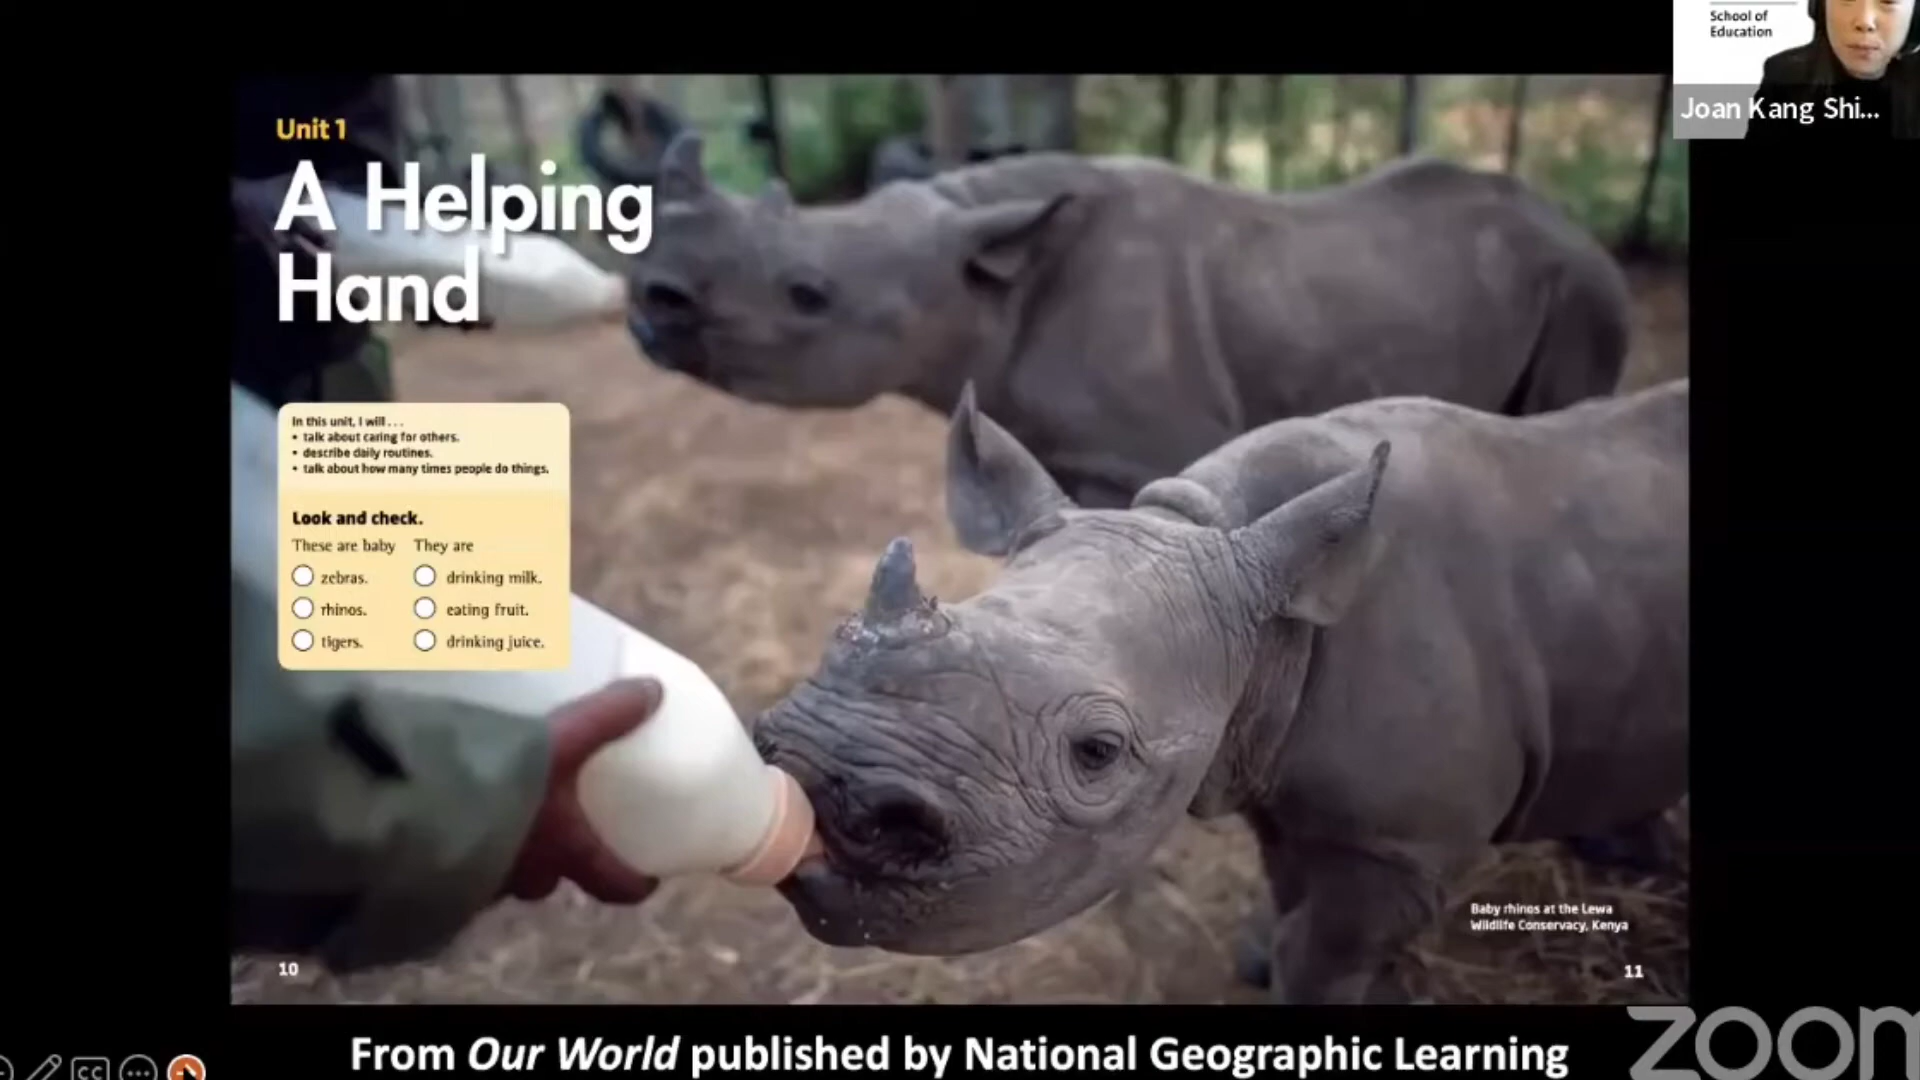 School of
Education
Joan Kang Shi...
Unit 1
A Helping
Hand
In this unit, I will . . .
• talk about caring for others.
• describe daily routines.
• talk about how many times people do things.
Look and check.
These are baby They are
zebras. drinking milk.
rhinos. eating fruit.
tigers. drinking juice.
Baby rhinos at the Lewa
Wildlife Conservacy, Kenya
10
11
From Our World published by National Geographic Learning
zoom
CC